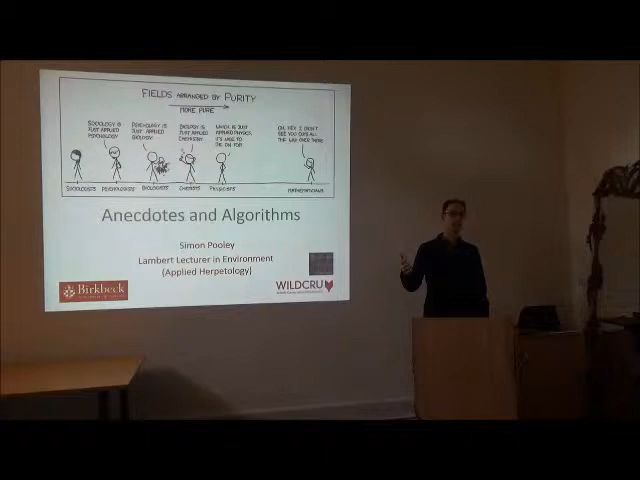 FIELDS ARRANGED BY PURITY
MORE PURE
SOCIOLOGY IS
JUST APPLIED
PSYCHOLOGY
PSYCHOLOGY IS
JUST APPLIED
BIOLOGY.
BIOLOGY IS
JUST APPLIED
CHEMISTRY
WHICH IS JUST
APPLIED PHYSICS.
IT'S NICE TO
BE ON TOP.
OH, HEY, I DIDN'T
SEE YOU GUYS ALL
THE WAY OVER THERE.
SOCIOLOGISTS PSYCHOLOGISTS BIOLOGISTS CHEMISTS PHYSICISTS MATHEMATICIANS
Anecdotes and Algorithms
Simon Pooley
Lambert Lecturer in Environment
(Applied Herpetology)
Birkbeck
WILDCRU